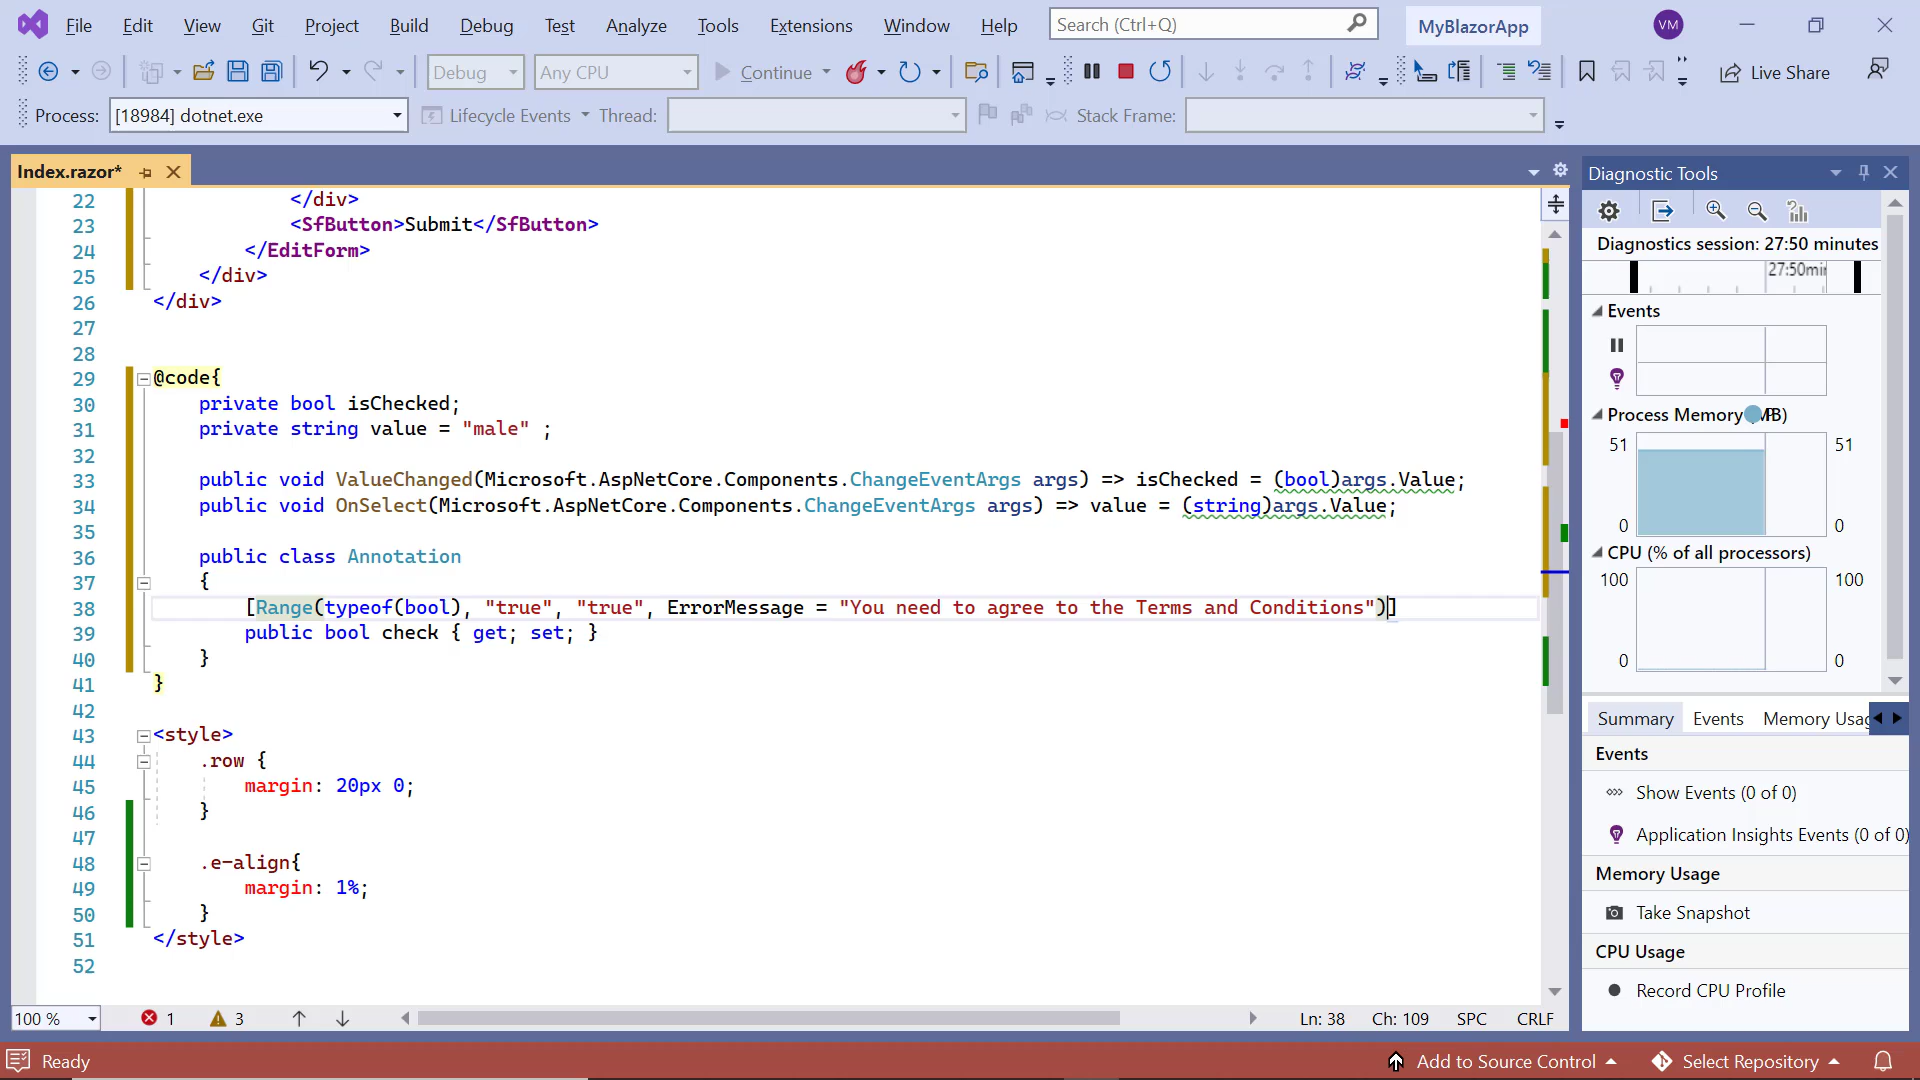 File Edit View Git Project Build Debug Test Analyze Tools Extensions Window Help Search (Ctrl+Q) MyBlazorApp VM
Debug Any CPU Continue Live Share
Process: [18984] dotnet.exe Lifecycle Events Thread: Stack Frame:
Index.razor*
22 </div>
23 <SfButton>Submit</SfButton>
24 </EditForm>
25 </div>
26 </div>
27
28
29 @code{
30 private bool isChecked;
31 private string value = "male" ;
32
33 public void ValueChanged(Microsoft.AspNetCore.Components.ChangeEventArgs args) => isChecked = (bool)args.Value;
34 public void OnSelect(Microsoft.AspNetCore.Components.ChangeEventArgs args) => value = (string)args.Value;
35
36 public class Annotation
37 {
38 [Range(typeof(bool), "true", "true", ErrorMessage = "You need to agree to the Terms and Conditions")]
39 public bool check { get; set; }
40 }
41 }
42
43 <style>
44 .row {
45 margin: 20px 0;
46 }
47
48 .e-align{
49 margin: 1%;
50 }
51 </style>
52
100 % 1 3 Ln: 38 Ch: 109 SPC CRLF
Diagnostic Tools
Diagnostics session: 27:50 minutes
27:50min
Events
Process Memory
51 51
0 0
CPU (% of all processors)
100 100
0 0
Summary Events Memory Usag
Events
Show Events (0 of 0)
Application Insights Events (0 of 0)
Memory Usage
Take Snapshot
CPU Usage
Record CPU Profile
Ready Add to Source Control Select Repository